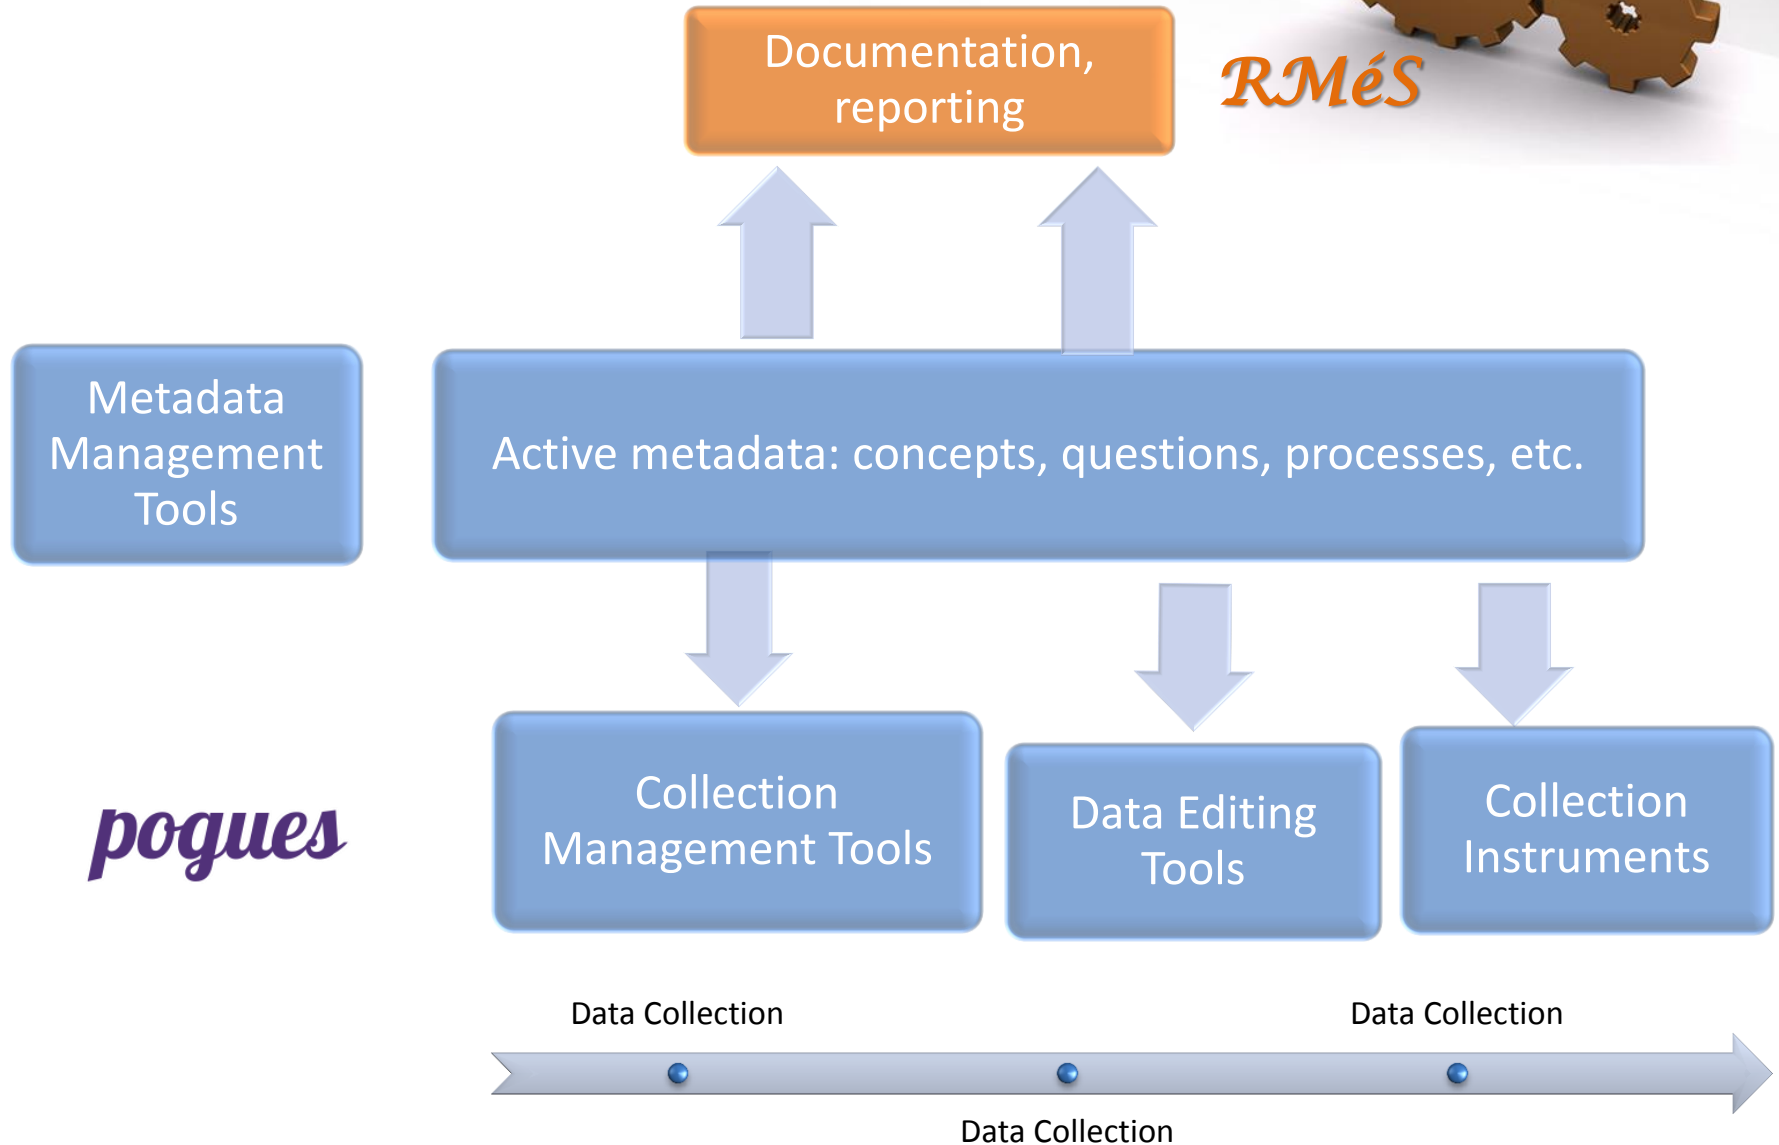 Documentation,
reporting
RMéS
Metadata
Management
Tools
Active metadata: concepts, questions, processes, etc.
pogues
Collection
Management Tools
Data Editing
Tools
Collection
Instruments
Data Collection
Data Collection
Data Collection